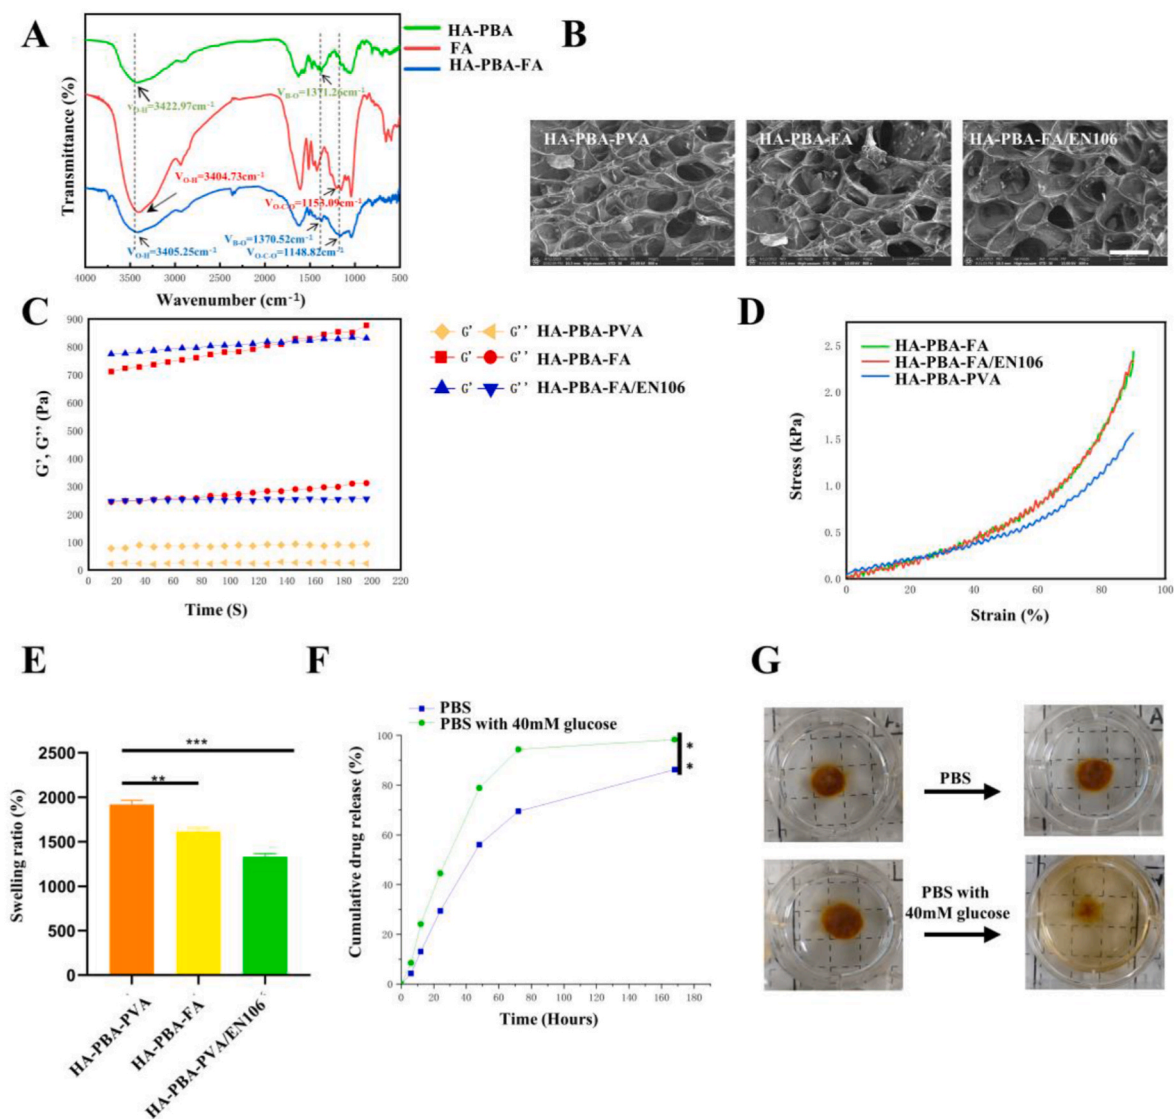 A
HA-PBA
FA
HA-PBA-FA
Transmittance (%)
νO-H=3422.97cm-1
VB-O=1371.26cm-1
VO-H=3404.73cm-1
VO-C-O=1153.09cm-1
VB-O=1370.52cm-1
VO-H=3405.25cm-1
VO-C-O=1148.82cm-1
4000 3500 3000 2500 2000 1500 1000 500
Wavenumber (cm-1)
B
HA-PBA-PVA
HA-PBA-FA
HA-PBA-FA/EN106
C
G', G'' (Pa)
900
800
700
600
500
400
300
200
100
0
0 20 40 60 80 100 120 140 160 180 200 220
Time (S)
G' G'' HA-PBA-PVA
G' G'' HA-PBA-FA
G' G'' HA-PBA-FA/EN106
D
HA-PBA-FA
HA-PBA-FA/EN106
HA-PBA-PVA
Stress (kPa)
2.5
2.0
1.5
1.0
0.5
0.0
0 20 40 60 80 100
Strain (%)
E
Swelling ratio (%)
2500
2000
1500
1000
500
0
***
**
HA-PBA-PVA
HA-PBA-FA
HA-PBA-PVA/EN106
F
PBS
PBS with 40mM glucose
Cumulative drug release (%)
100
80
60
40
20
0
0 20 40 60 80 100 120 140 160 180
Time (Hours)
*
*
G
PBS
PBS with
40mM glucose